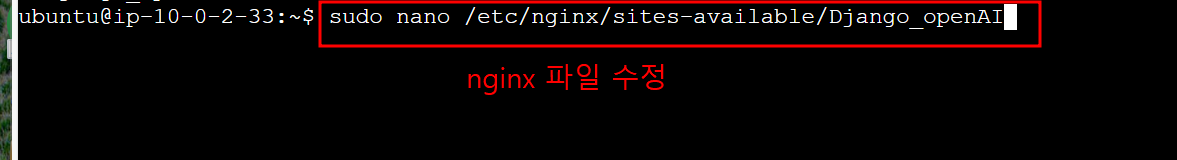 ubuntu@ip-10-0-2-33:~$ sudo nano /etc/nginx/sites-available/Django_openAI
nginx 파일 수정